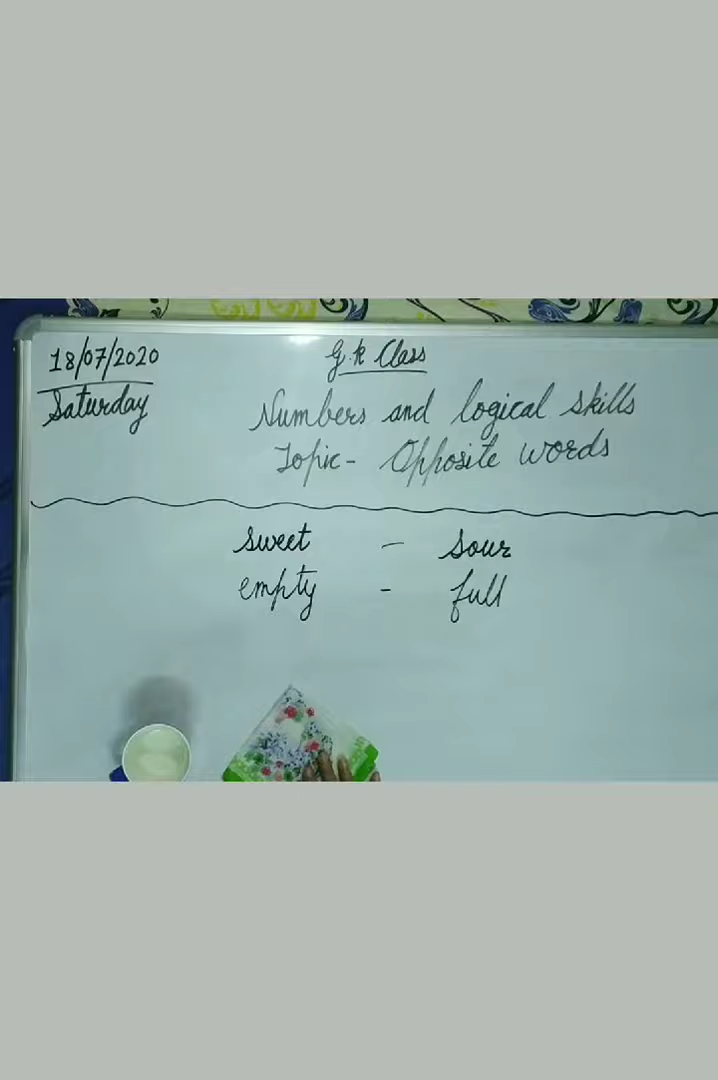 18/07/2020
Saturday
G.K Class
Numbers and logical skills
Topic- Opposite words
sweet - sour
empty - full